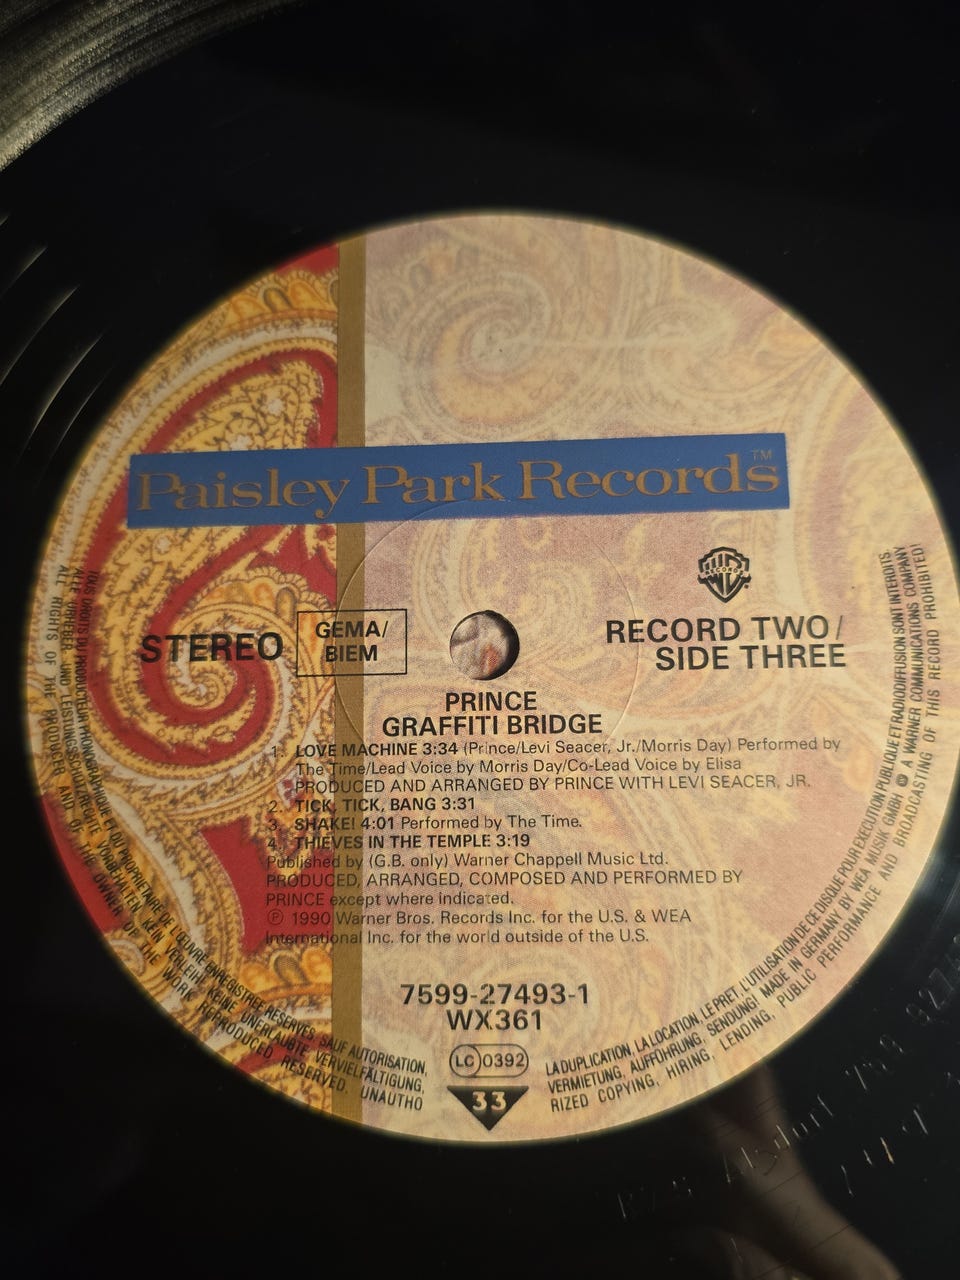 Paisley Park Records™
RECORDS
STEREO
GEMA/
BIEM
RECORD TWO/
SIDE THREE
PRINCE
GRAFFITI BRIDGE
1. LOVE MACHINE 3:34 (Prince/Levi Seacer, Jr./Morris Day) Performed by
The Time/Lead Voice by Morris Day/Co-Lead Voice by Elisa
PRODUCED AND ARRANGED BY PRINCE WITH LEVI SEACER, JR.
2. TICK, TICK, BANG 3:31
3. SHAKE! 4:01 Performed by The Time.
4. THIEVES IN THE TEMPLE 3:19
Published by (G.B. only) Warner Chappell Music Ltd.
PRODUCED, ARRANGED, COMPOSED AND PERFORMED BY
PRINCE except where indicated.
℗ 1990 Warner Bros. Records Inc. for the U.S. & WEA
International Inc. for the world outside of the U.S.
7599-27493-1
WX361
LC 0392
33
TOUS DROITS DU PRODUCTEUR PHONOGRAPHIQUE ET DU PROPRIETAIRE DE L'ŒUVRE ENREGISTREE RESERVES. SAUF AUTORISATION,
LA DUPLICATION, LA LOCATION, LE PRET, L'UTILISATION DE CE DISQUE POUR EXECUTION PUBLIQUE ET RADIODIFFUSION SONT INTERDITS.
ALLE URHEBER- UND LEISTUNGSSCHUTZRECHTE VORBEHALTEN. KEIN VERLEIH! KEINE UNERLAUBTE VERVIELFÄLTIGUNG,
VERMIETUNG, AUFFÜHRUNG, SENDUNG! MADE IN GERMANY BY WEA MUSIK GMBH A WARNER COMMUNICATIONS COMPANY
ALL RIGHTS OF THE PRODUCER AND OF THE OWNER OF THE WORK REPRODUCED RESERVED. UNAUTHO
RIZED COPYING, HIRING, LENDING, PUBLIC PERFORMANCE AND BROADCASTING OF THIS RECORD PROHIBITED!